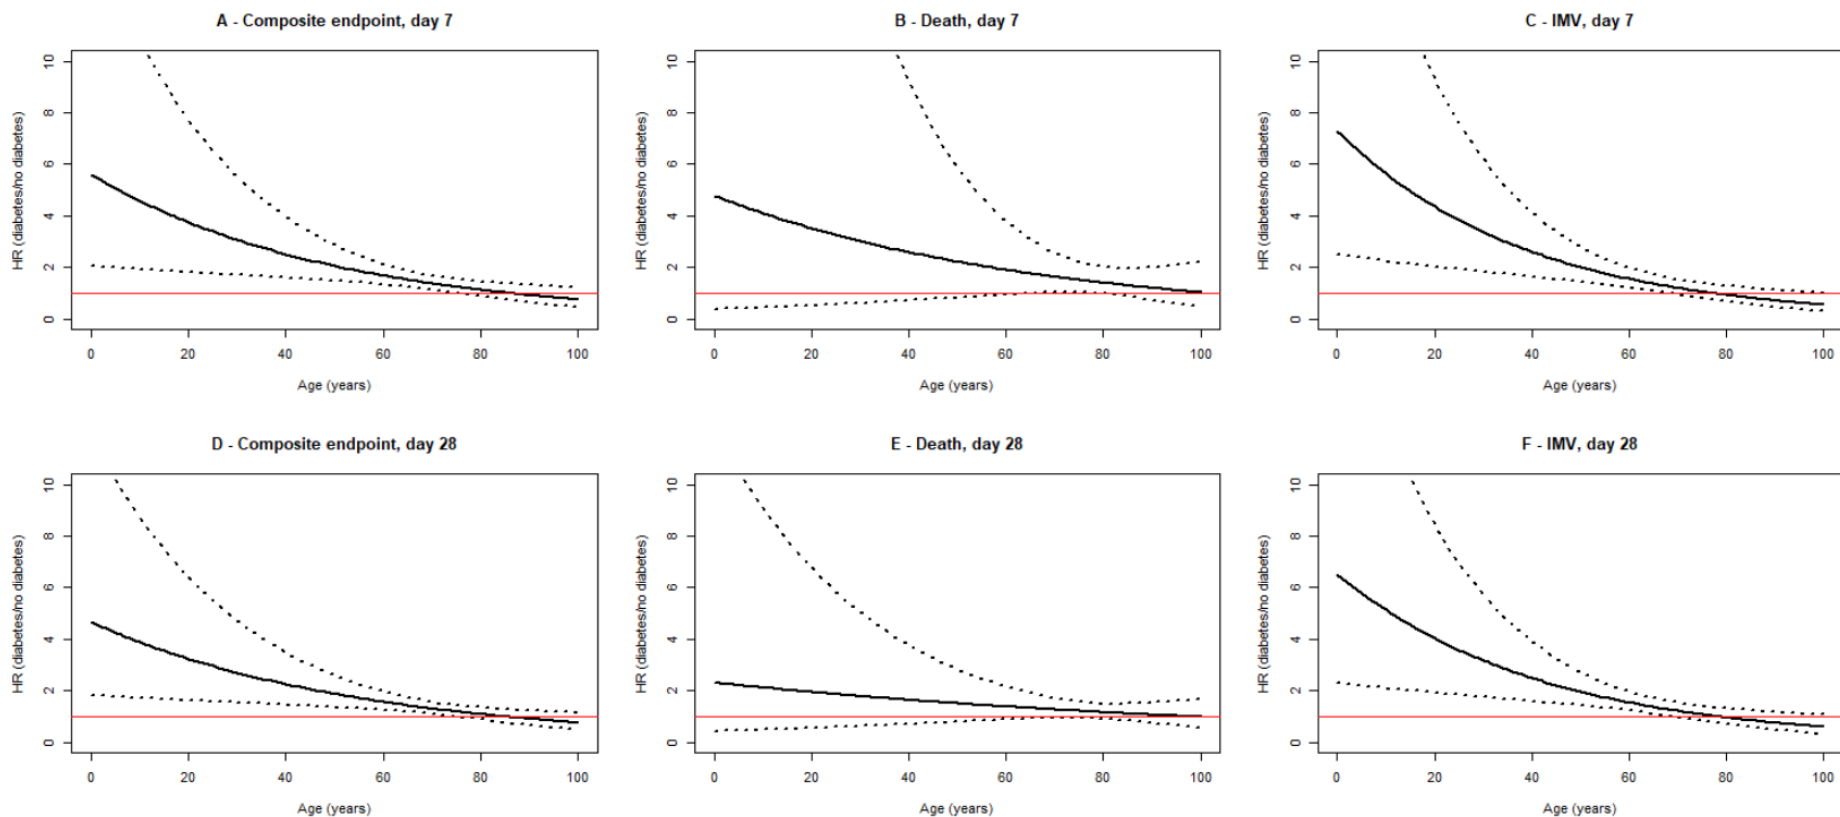 A - Composite endpoint, day 7
HR (diabetes/no diabetes)
10
8
6
4
2
0
0 20 40 60 80 100
Age (years)
B - Death, day 7
HR (diabetes/no diabetes)
10
8
6
4
2
0
0 20 40 60 80 100
Age (years)
C - IMV, day 7
HR (diabetes/no diabetes)
10
8
6
4
2
0
0 20 40 60 80 100
Age (years)
D - Composite endpoint, day 28
HR (diabetes/no diabetes)
10
8
6
4
2
0
0 20 40 60 80 100
Age (years)
E - Death, day 28
HR (diabetes/no diabetes)
10
8
6
4
2
0
0 20 40 60 80 100
Age (years)
F - IMV, day 28
HR (diabetes/no diabetes)
10
8
6
4
2
0
0 20 40 60 80 100
Age (years)